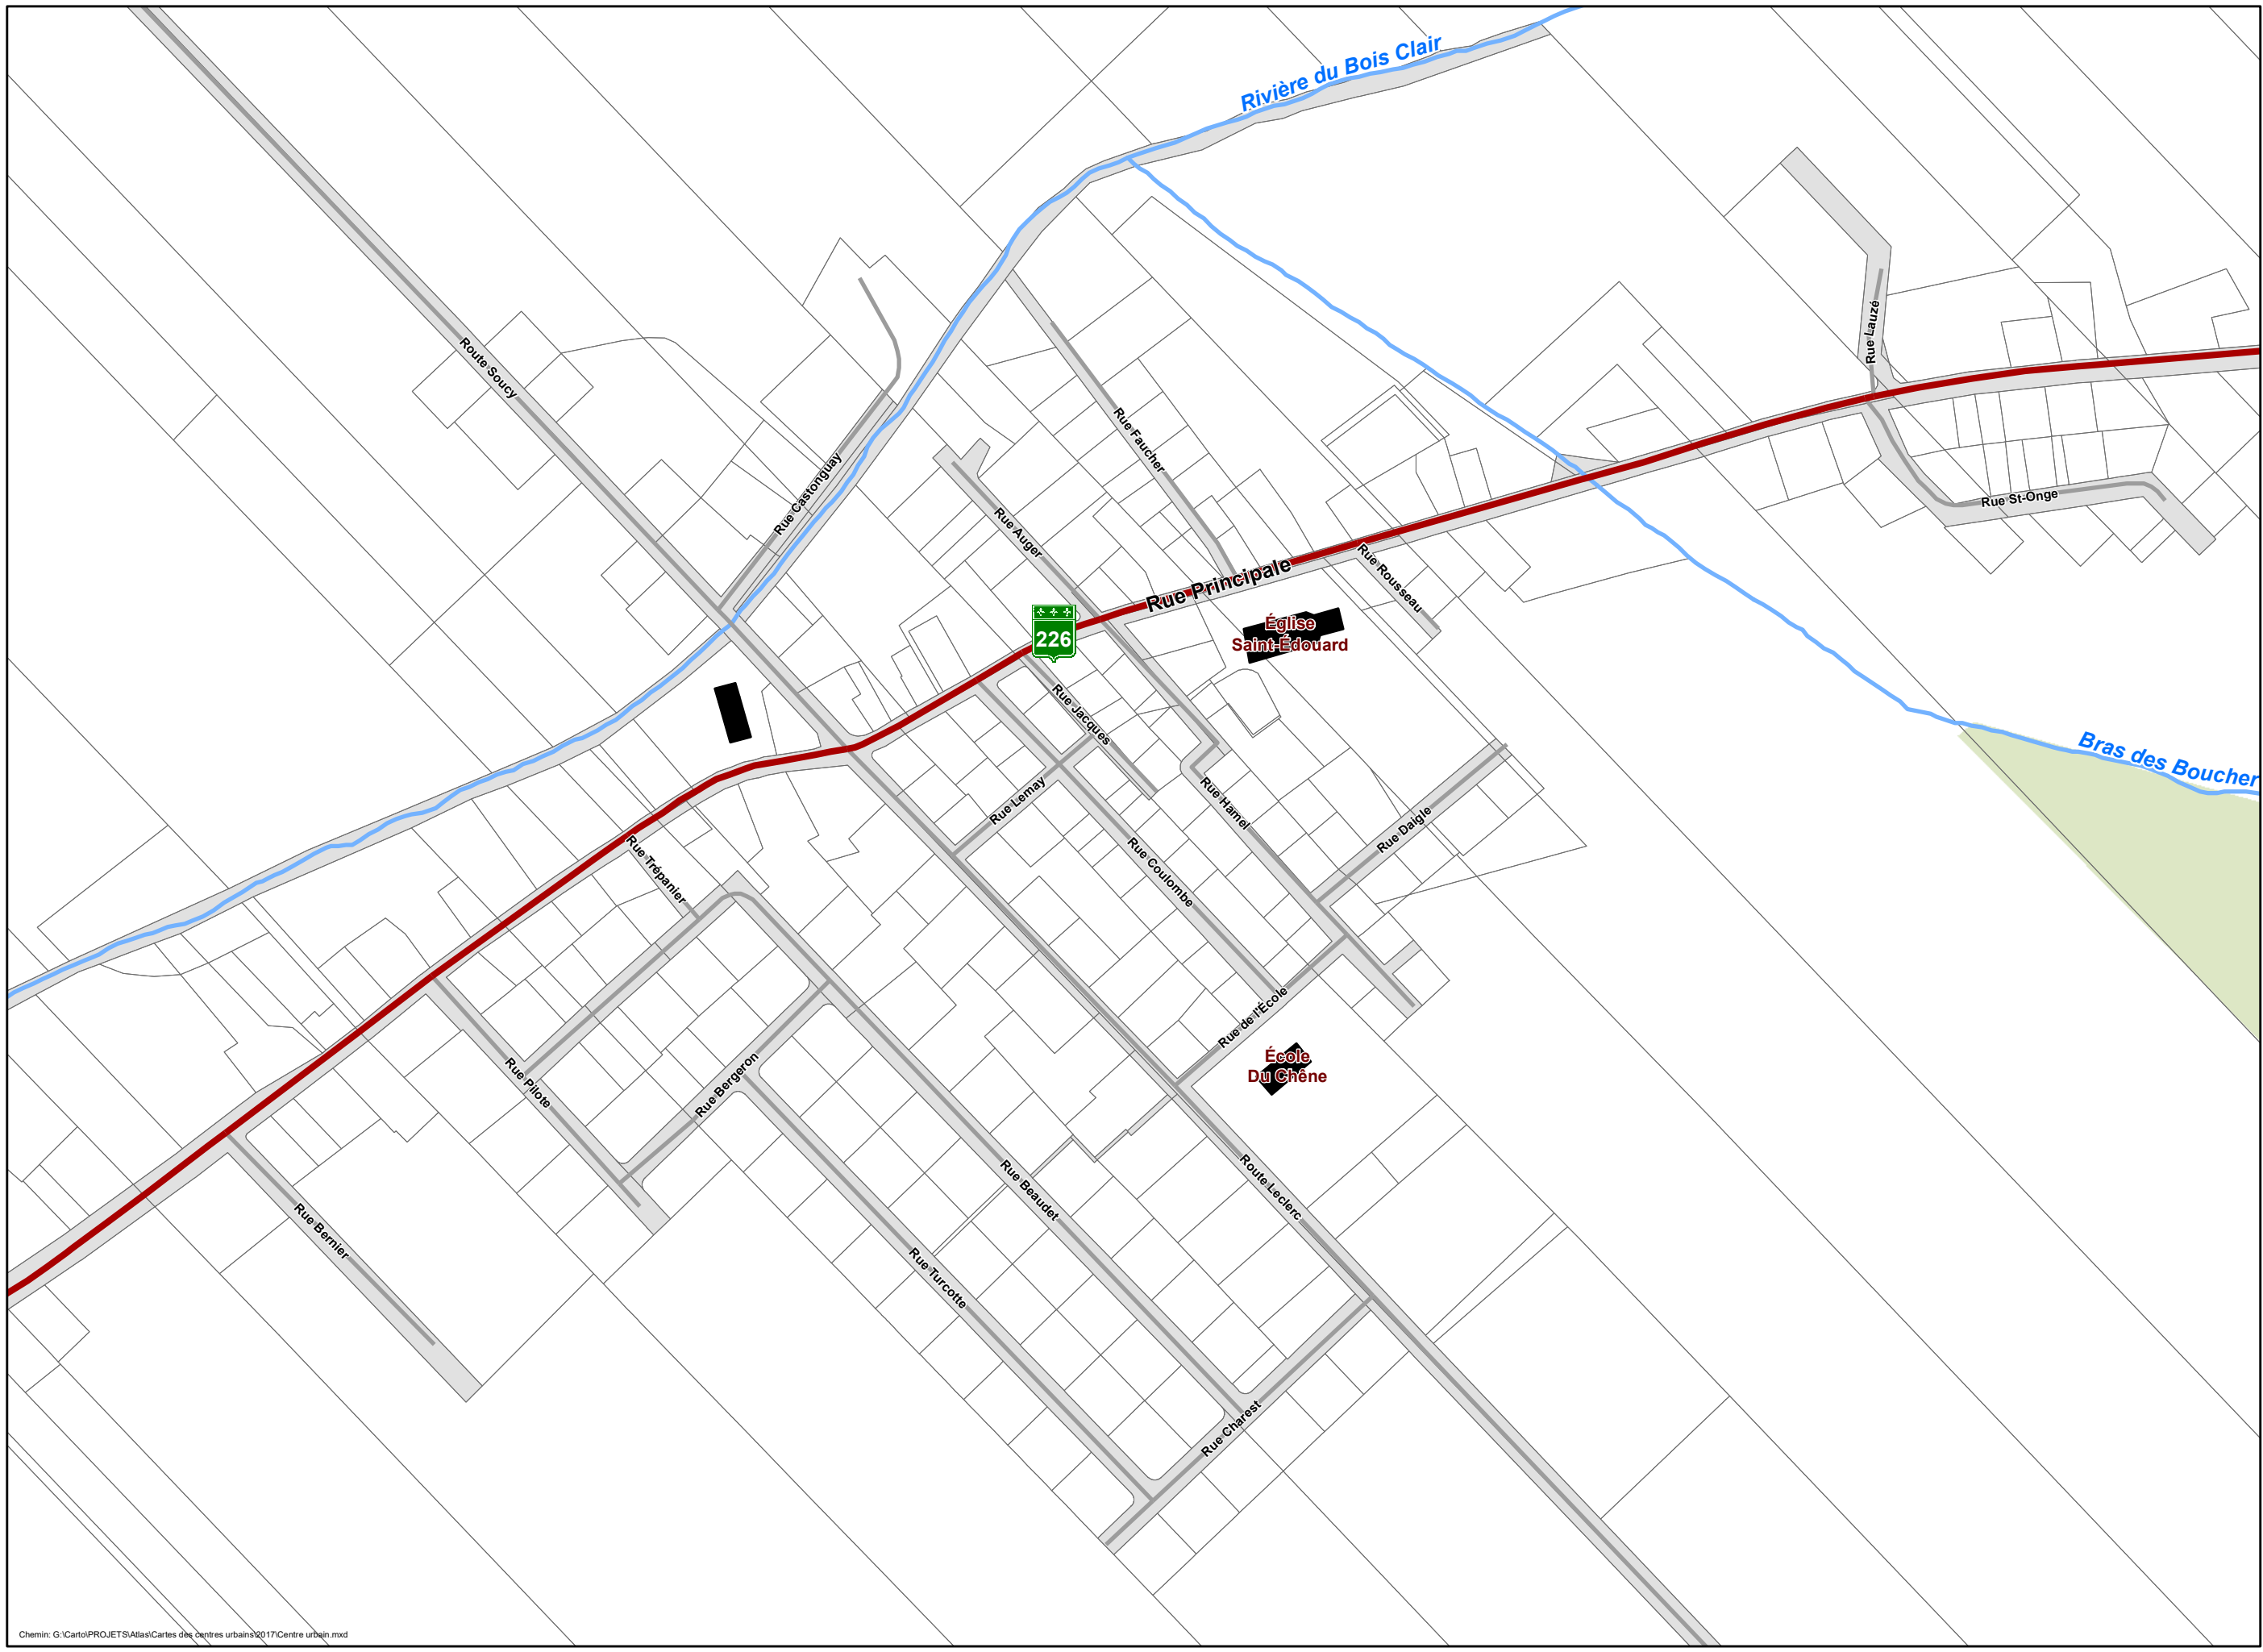 Rivière du Bois Clair
Rue Lauzé
Route Soucy
Rue Faucher
Rue Castonguay
Rue St-Onge
Rue Auger
Rue Rousseau
Rue Principale
226
Église
Saint-Édouard
Rue Jacques
Bras des Boucher
Rue Lemay
Rue Hamel
Rue Daigle
Rue Trépanier
Rue Coulombe
Rue de l'École
École
Du Chêne
Rue Pilote
Rue Bergeron
Rue Beaudet
Route Leclerc
Rue Bernier
Rue Turcotte
Rue Charest
Chemin: G:\Carto\PROJETS\Atlas\Cartes des centres urbains\2017\Centre urbain.mxd